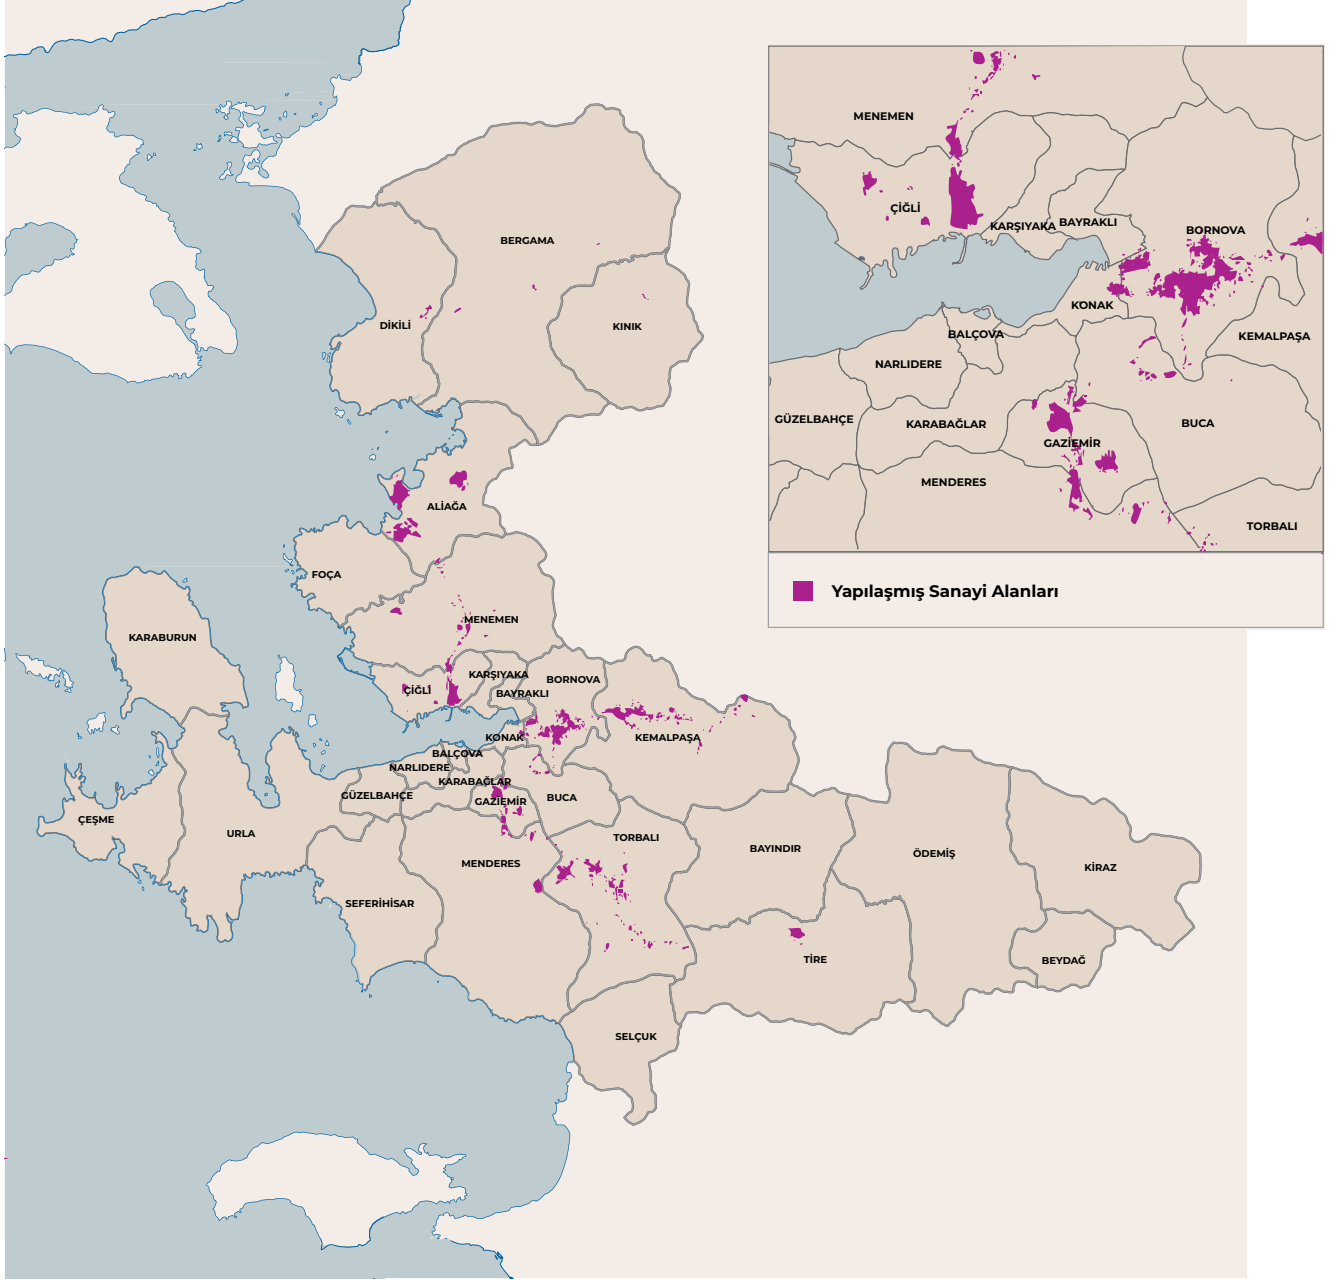 BERGAMA
DİKİLİ
KINIK
ALİAĞA
FOÇA
MENEMEN
KARABURUN
KARŞIYAKA
BORNOVA
ÇİĞLİ
BAYRAKLI
KONAK
KEMALPAŞA
BALÇOVA
NARLIDERE
KARABAĞLAR
GÜZELBAHÇE
GAZİEMİR
BUCA
ÇEŞME
URLA
TORBALI
MENDERES
BAYINDIR
ÖDEMİŞ
KİRAZ
SEFERİHİSAR
TİRE
BEYDAĞ
SELÇUK
MENEMEN
ÇİĞLİ
KARŞIYAKA
BAYRAKLI
BORNOVA
KONAK
BALÇOVA
KEMALPAŞA
NARLIDERE
GÜZELBAHÇE
KARABAĞLAR
BUCA
GAZİEMİR
MENDERES
TORBALI
Yapılaşmış Sanayi Alanları